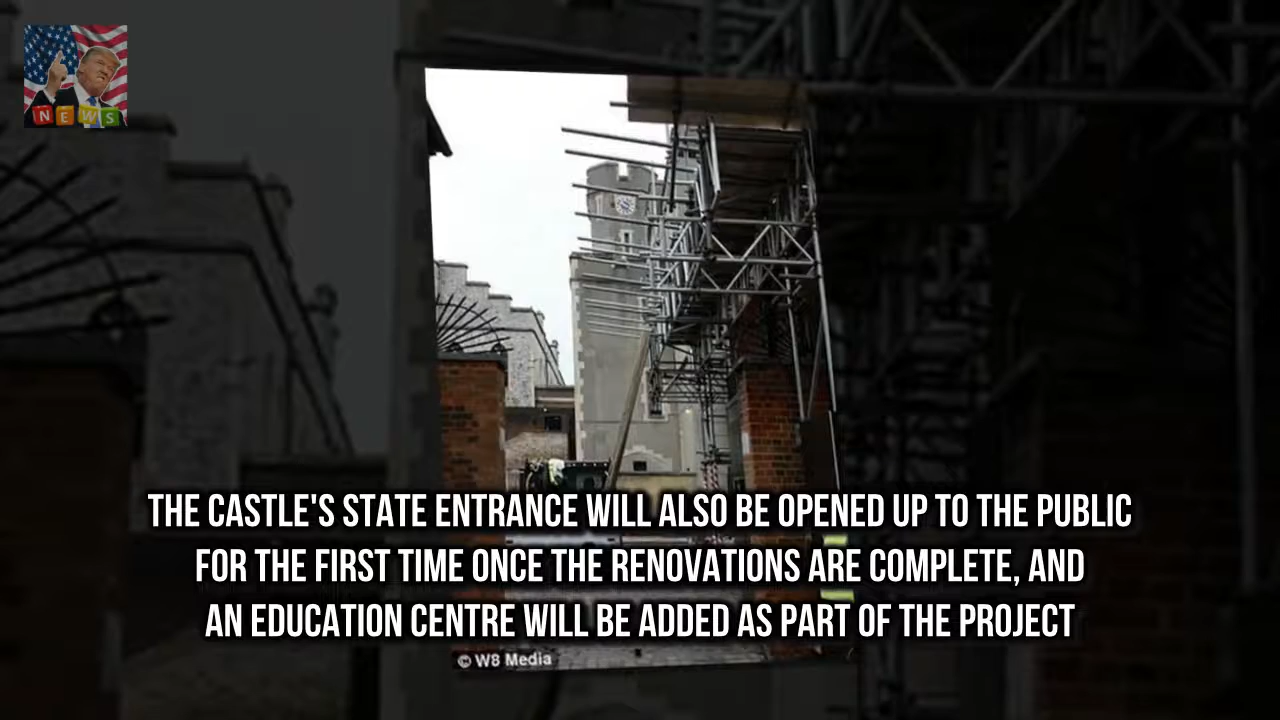 NEWS
THE CASTLE'S STATE ENTRANCE WILL ALSO BE OPENED UP TO THE PUBLIC
FOR THE FIRST TIME ONCE THE RENOVATIONS ARE COMPLETE, AND
AN EDUCATION CENTRE WILL BE ADDED AS PART OF THE PROJECT
© W8 Media